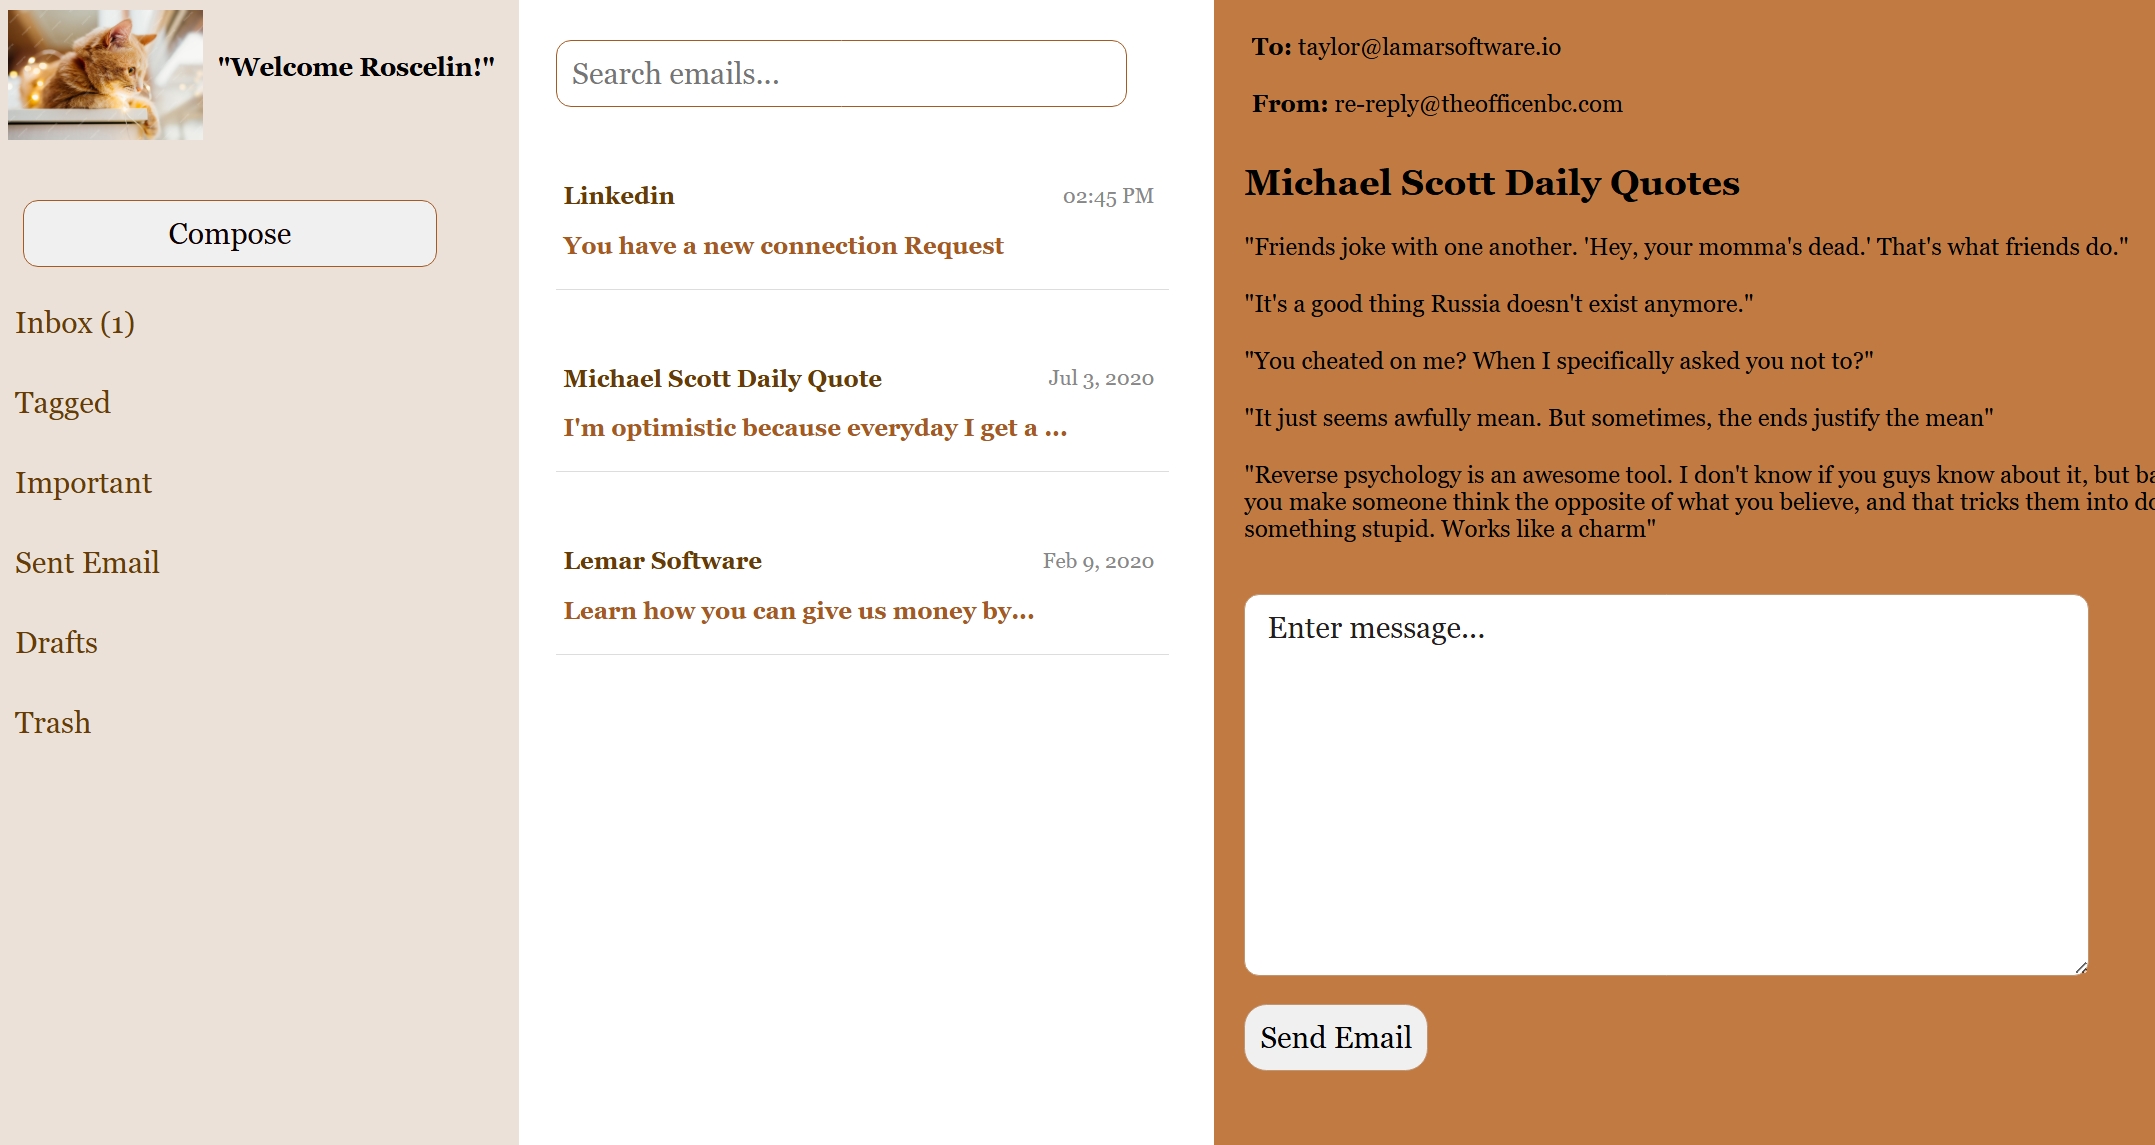 "Welcome Roscelin!"
Compose
Inbox (1)
Tagged
Important
Sent Email
Drafts
Trash
Search emails...
Linkedin
02:45 PM
You have a new connection Request
Michael Scott Daily Quote
Jul 3, 2020
I'm optimistic because everyday I get a ...
Lemar Software
Feb 9, 2020
Learn how you can give us money by...
To: taylor@lamarsoftware.io
From: re-reply@theofficenbc.com
Michael Scott Daily Quotes
"Friends joke with one another. 'Hey, your momma's dead.' That's what friends do."
"It's a good thing Russia doesn't exist anymore."
"You cheated on me? When I specifically asked you not to?"
"It just seems awfully mean. But sometimes, the ends justify the mean"
"Reverse psychology is an awesome tool. I don't know if you guys know about it, but
you make someone think the opposite of what you believe, and that tricks them into
something stupid. Works like a charm"
Enter message...
Send Email